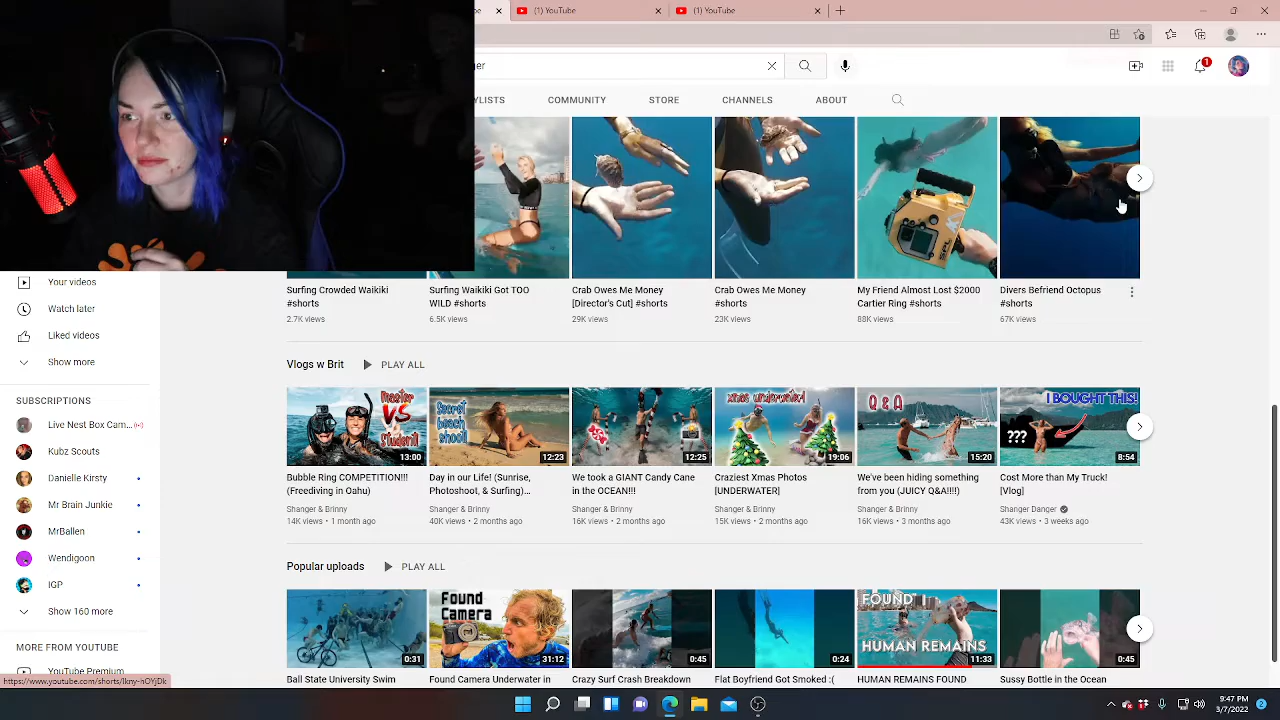 (1) YouTube
(1) YouTube
ger
YLISTS
COMMUNITY
STORE
CHANNELS
ABOUT
1
Surfing Crowded Waikiki
#shorts
2.7K views
Surfing Waikiki Got TOO
WILD #shorts
6.5K views
Crab Owes Me Money
[Director's Cut] #shorts
29K views
Crab Owes Me Money
#shorts
23K views
My Friend Almost Lost $2000
Cartier Ring #shorts
88K views
Divers Befriend Octopus
#shorts
67K views
Your videos
Watch later
Liked videos
Show more
SUBSCRIPTIONS
Live Nest Box Cam...
Kubz Scouts
Danielle Kirsty
Mr Brain Junkie
MrBallen
Wendigoon
IGP
Show 160 more
MORE FROM YOUTUBE
YouTube Premium
https://www.youtube.com/shorts/Ikny-hOYjDk
Vlogs w Brit
PLAY ALL
Master
VS
Student!
13:00
Secret
beach
shoot!
12:23
12:25
Xmas underwater!
19:06
Q & A
15:20
I BOUGHT THIS!
???
8:54
Bubble Ring COMPETITION!!!
(Freediving in Oahu)
Shanger & Brinny
14K views • 1 month ago
Day in our Life! (Sunrise,
Photoshoot, & Surfing)...
Shanger & Brinny
40K views • 2 months ago
We took a GIANT Candy Cane
in the OCEAN!!!
Shanger & Brinny
16K views • 2 months ago
Craziest Xmas Photos
[UNDERWATER]
Shanger & Brinny
15K views • 2 months ago
We've been hiding something
from you (JUICY Q&A!!!!)
Shanger & Brinny
16K views • 3 months ago
Cost More than My Truck!
[Vlog]
Shanger Danger
43K views • 3 weeks ago
Popular uploads
PLAY ALL
0:31
Found
Camera
31:12
0:45
0:24
FOUND
HUMAN REMAINS
11:33
0:45
Ball State University Swim
Found Camera Underwater in
Crazy Surf Crash Breakdown
Flat Boyfriend Got Smoked :(
HUMAN REMAINS FOUND
Sussy Bottle in the Ocean
9:47 PM
3/7/2022
2